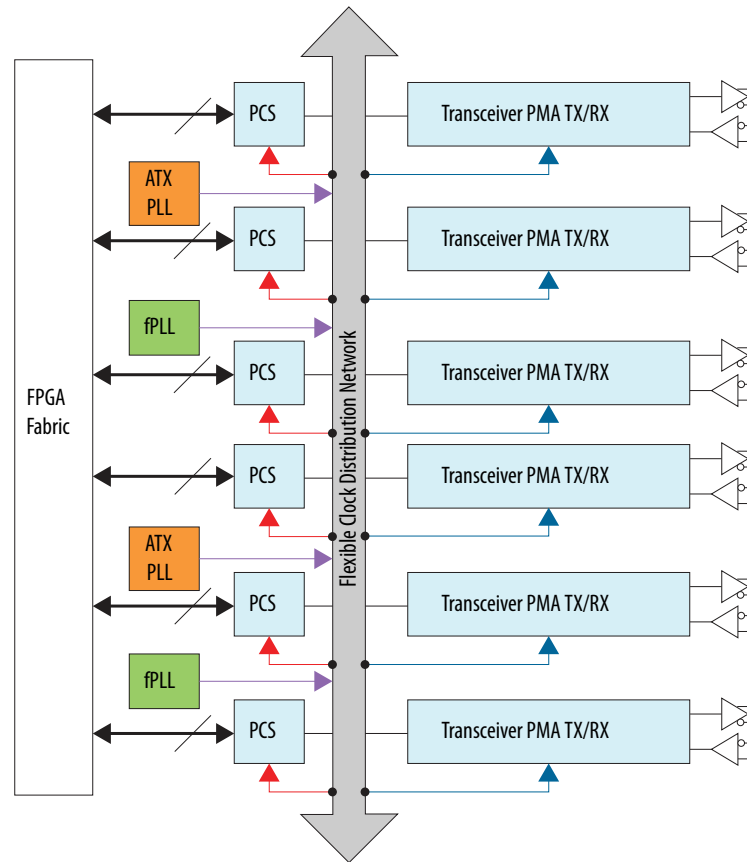 PCS
Transceiver PMA TX/RX
ATX
PLL
PCS
Transceiver PMA TX/RX
fPLL
PCS
Transceiver PMA TX/RX
FPGA
Fabric
Flexible Clock Distribution Network
PCS
Transceiver PMA TX/RX
ATX
PLL
PCS
Transceiver PMA TX/RX
fPLL
PCS
Transceiver PMA TX/RX